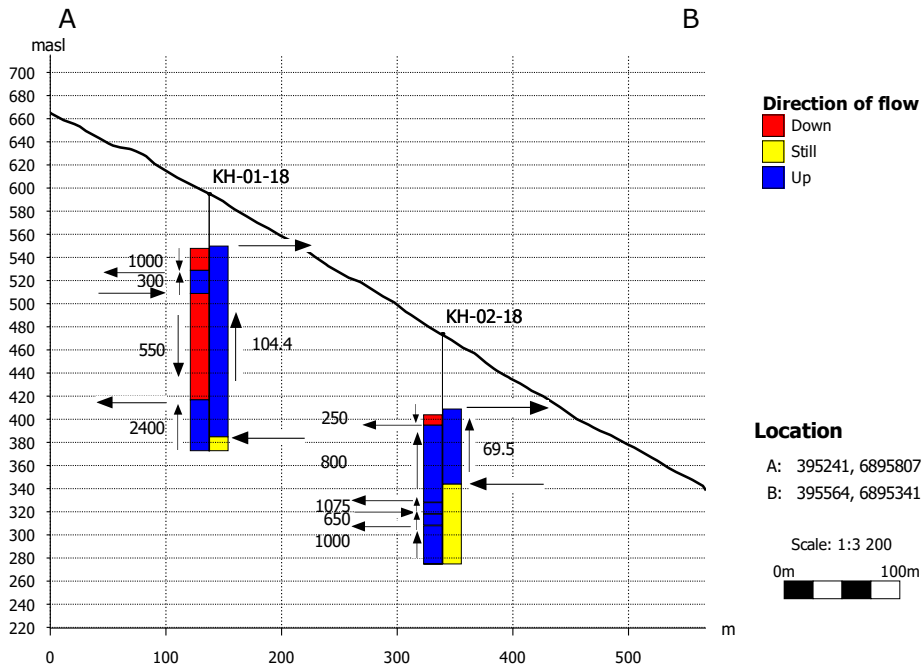 A
B
masl
700
680
660
640
620
600
580
560
540
520
500
480
460
440
420
400
380
360
340
320
300
280
260
240
220
0
100
200
300
400
500
m
KH-01-18
1000
300
550
2400
104.4
KH-02-18
250
800
1075
650
1000
69.5
Direction of flow
Down
Still
Up
Location
A: 395241, 6895807
B: 395564, 6895341
Scale: 1:3 200
0m 100m